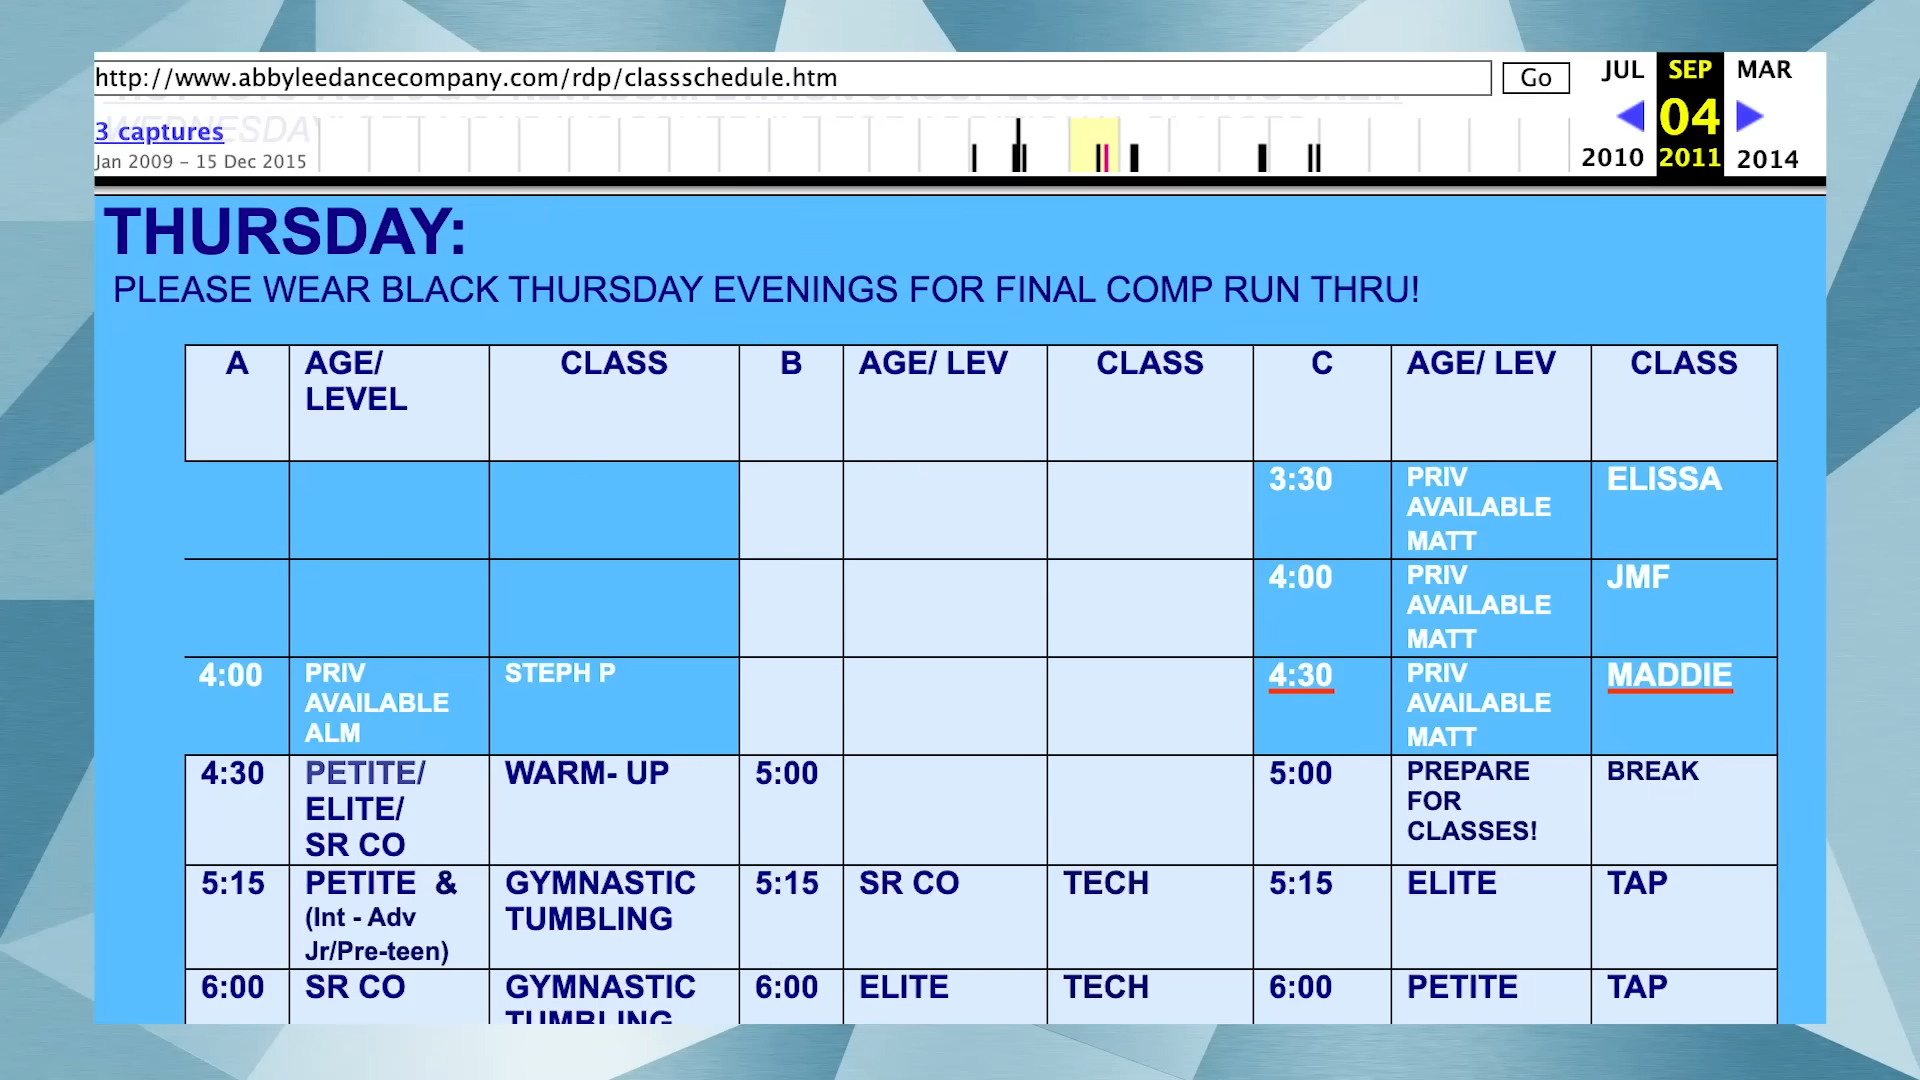 http://www.abbyleedancecompany.com/rdp/classschedule.htm
Go
JUL SEP MAR
3 captures
04
Jan 2009 - 15 Dec 2015
2010 2011 2014
THURSDAY:
PLEASE WEAR BLACK THURSDAY EVENINGS FOR FINAL COMP RUN THRU!
A AGE/ CLASS B AGE/ LEV CLASS C AGE/ LEV CLASS
LEVEL
3:30 PRIV ELISSA
AVAILABLE
MATT
4:00 PRIV JMF
AVAILABLE
MATT
4:00 PRIV STEPH P 4:30 PRIV MADDIE
AVAILABLE AVAILABLE
ALM MATT
4:30 PETITE/ WARM- UP 5:00 5:00 PREPARE BREAK
ELITE/ FOR
SR CO CLASSES!
5:15 PETITE & GYMNASTIC 5:15 SR CO TECH 5:15 ELITE TAP
(Int - Adv TUMBLING
Jr/Pre-teen)
6:00 SR CO GYMNASTIC 6:00 ELITE TECH 6:00 PETITE TAP
TUMBLING